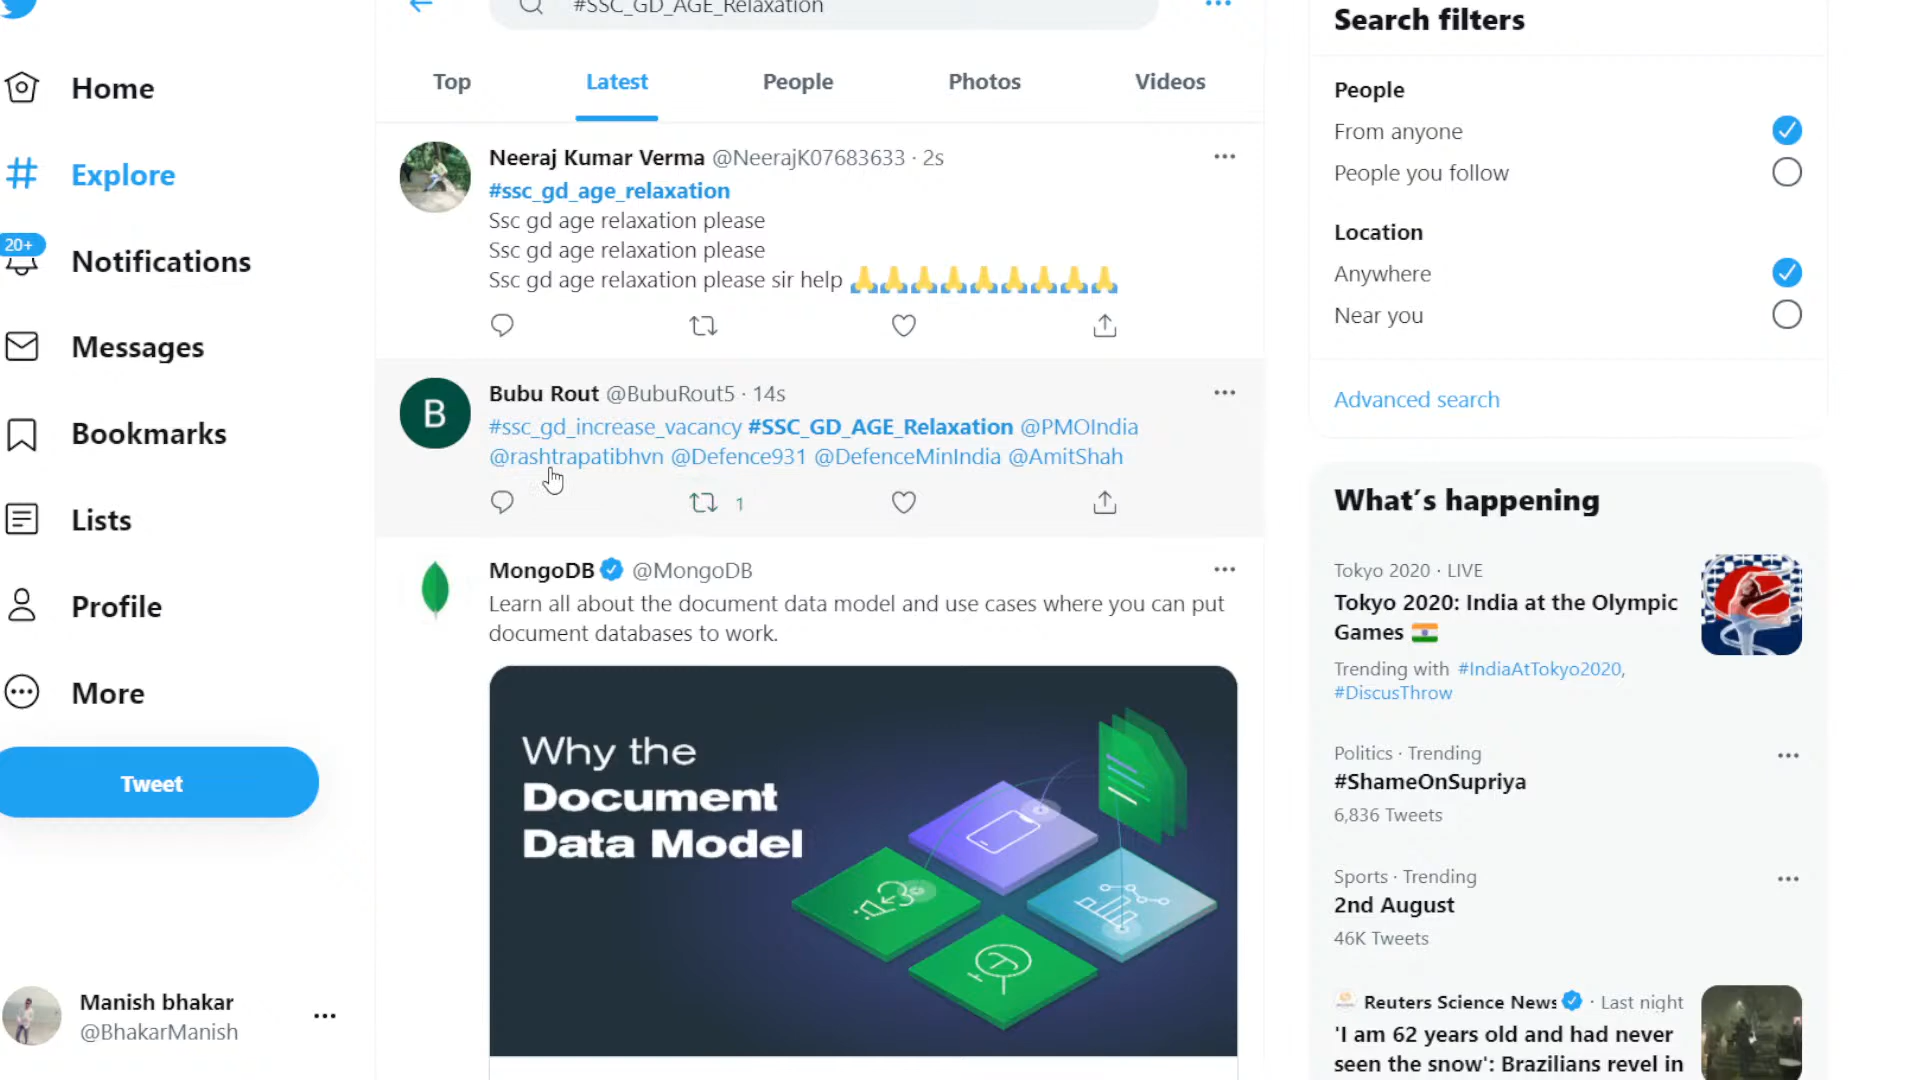 #SSC_GD_AGE_Relaxation
Home
Explore
20+
Notifications
Messages
Bookmarks
Lists
Profile
More
Tweet
Manish bhakar
@BhakarManish
Top
Latest
People
Photos
Videos
Neeraj Kumar Verma @NeerajK07683633 · 2s
#ssc_gd_age_relaxation
Ssc gd age relaxation please
Ssc gd age relaxation please
Ssc gd age relaxation please sir help 🙏🙏🙏🙏🙏🙏🙏🙏🙏
B
Bubu Rout @BubuRout5 · 14s
#ssc_gd_increase_vacancy #SSC_GD_AGE_Relaxation @PMOIndia
@rashtrapatibhvn @Defence931 @DefenceMinIndia @AmitShah
1
MongoDB @MongoDB
Learn all about the document data model and use cases where you can put
document databases to work.
Why the
Document
Data Model
Search filters
People
From anyone
People you follow
Location
Anywhere
Near you
Advanced search
What's happening
Tokyo 2020 · LIVE
Tokyo 2020: India at the Olympic
Games 🇮🇳
Trending with #IndiaAtTokyo2020,
#DiscusThrow
Politics · Trending
#ShameOnSupriya
6,836 Tweets
Sports · Trending
2nd August
46K Tweets
Reuters Science News · Last night
'I am 62 years old and had never
seen the snow': Brazilians revel in